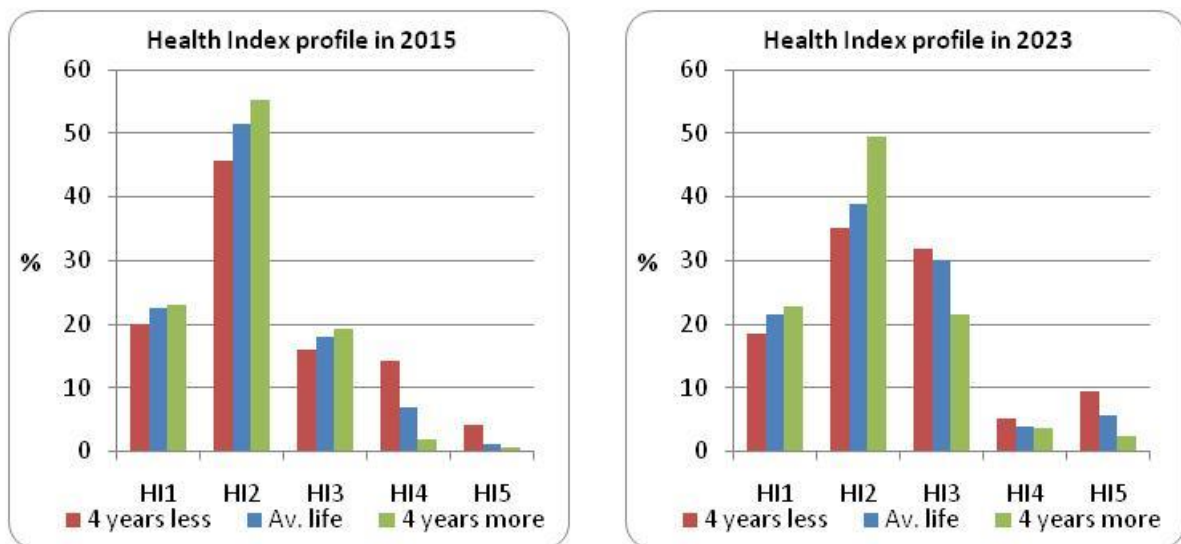 Health Index profile in 2015
60
50
40
30
20
10
0
%
HI1 HI2 HI3 HI4 HI5
4 years less Av. life 4 years more
Health Index profile in 2023
60
50
40
30
20
10
0
%
HI1 HI2 HI3 HI4 HI5
4 years less Av. life 4 years more